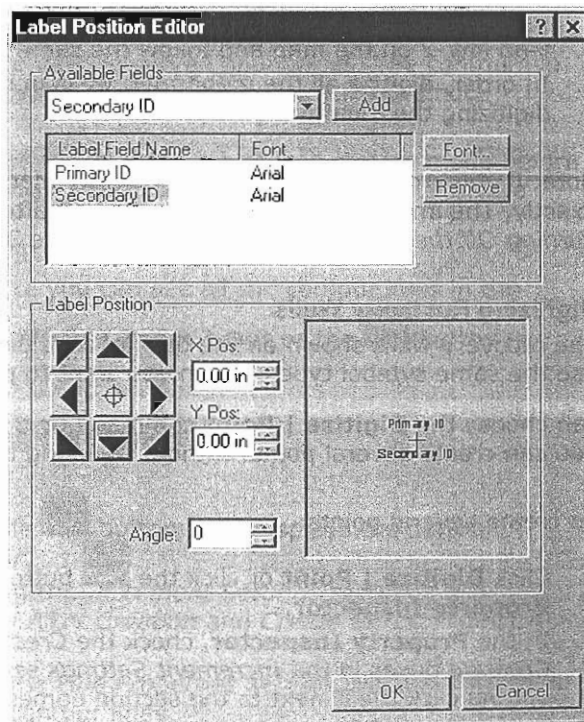 Label Position Editor
Available Fields
Secondary ID
Add
Label Field Name Font
Primary ID Arial
Secondary ID Arial
Font...
Remove
Label Position
X Pos:
0.00 in
Y Pos:
0.00 in
Angle: 0
Primary ID
Secondary ID
OK Cancel